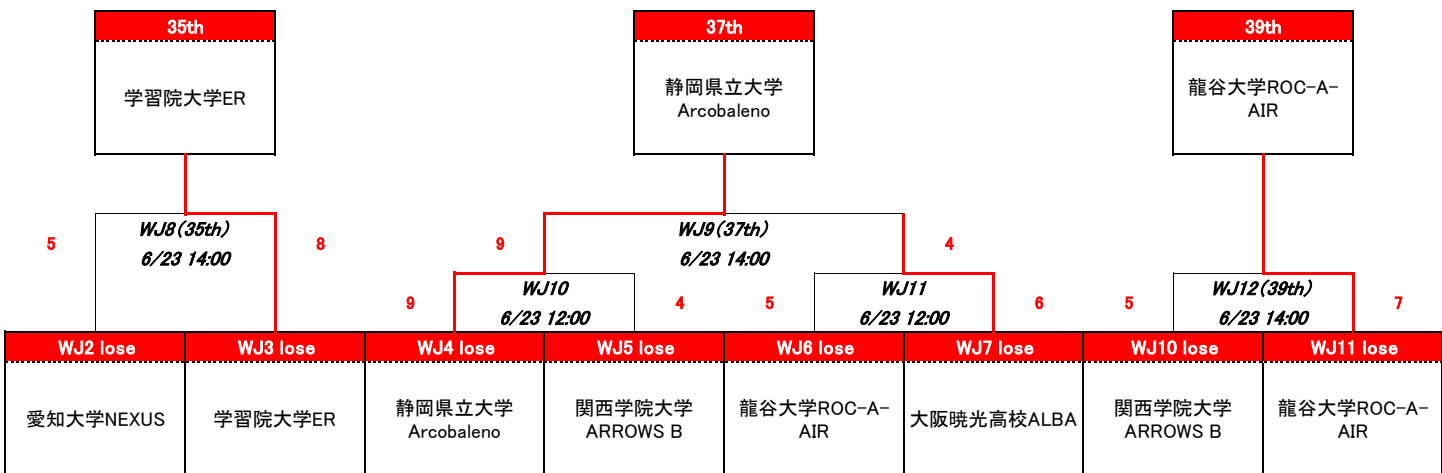 35th
37th
39th
学習院大学ER
静岡県立大学
Arcobaleno
龍谷大学ROC-A-
AIR
5
WJ8(35th)
6/23 14:00
8
9
WJ9(37th)
6/23 14:00
4
9
WJ10
6/23 12:00
4
5
WJ11
6/23 12:00
6
5
WJ12(39th)
6/23 14:00
7
WJ2 lose
WJ3 lose
WJ4 lose
WJ5 lose
WJ6 lose
WJ7 lose
WJ10 lose
WJ11 lose
愛知大学NEXUS
学習院大学ER
静岡県立大学
Arcobaleno
関西学院大学
ARROWS B
龍谷大学ROC-A-
AIR
大阪暁光高校ALBA
関西学院大学
ARROWS B
龍谷大学ROC-A-
AIR